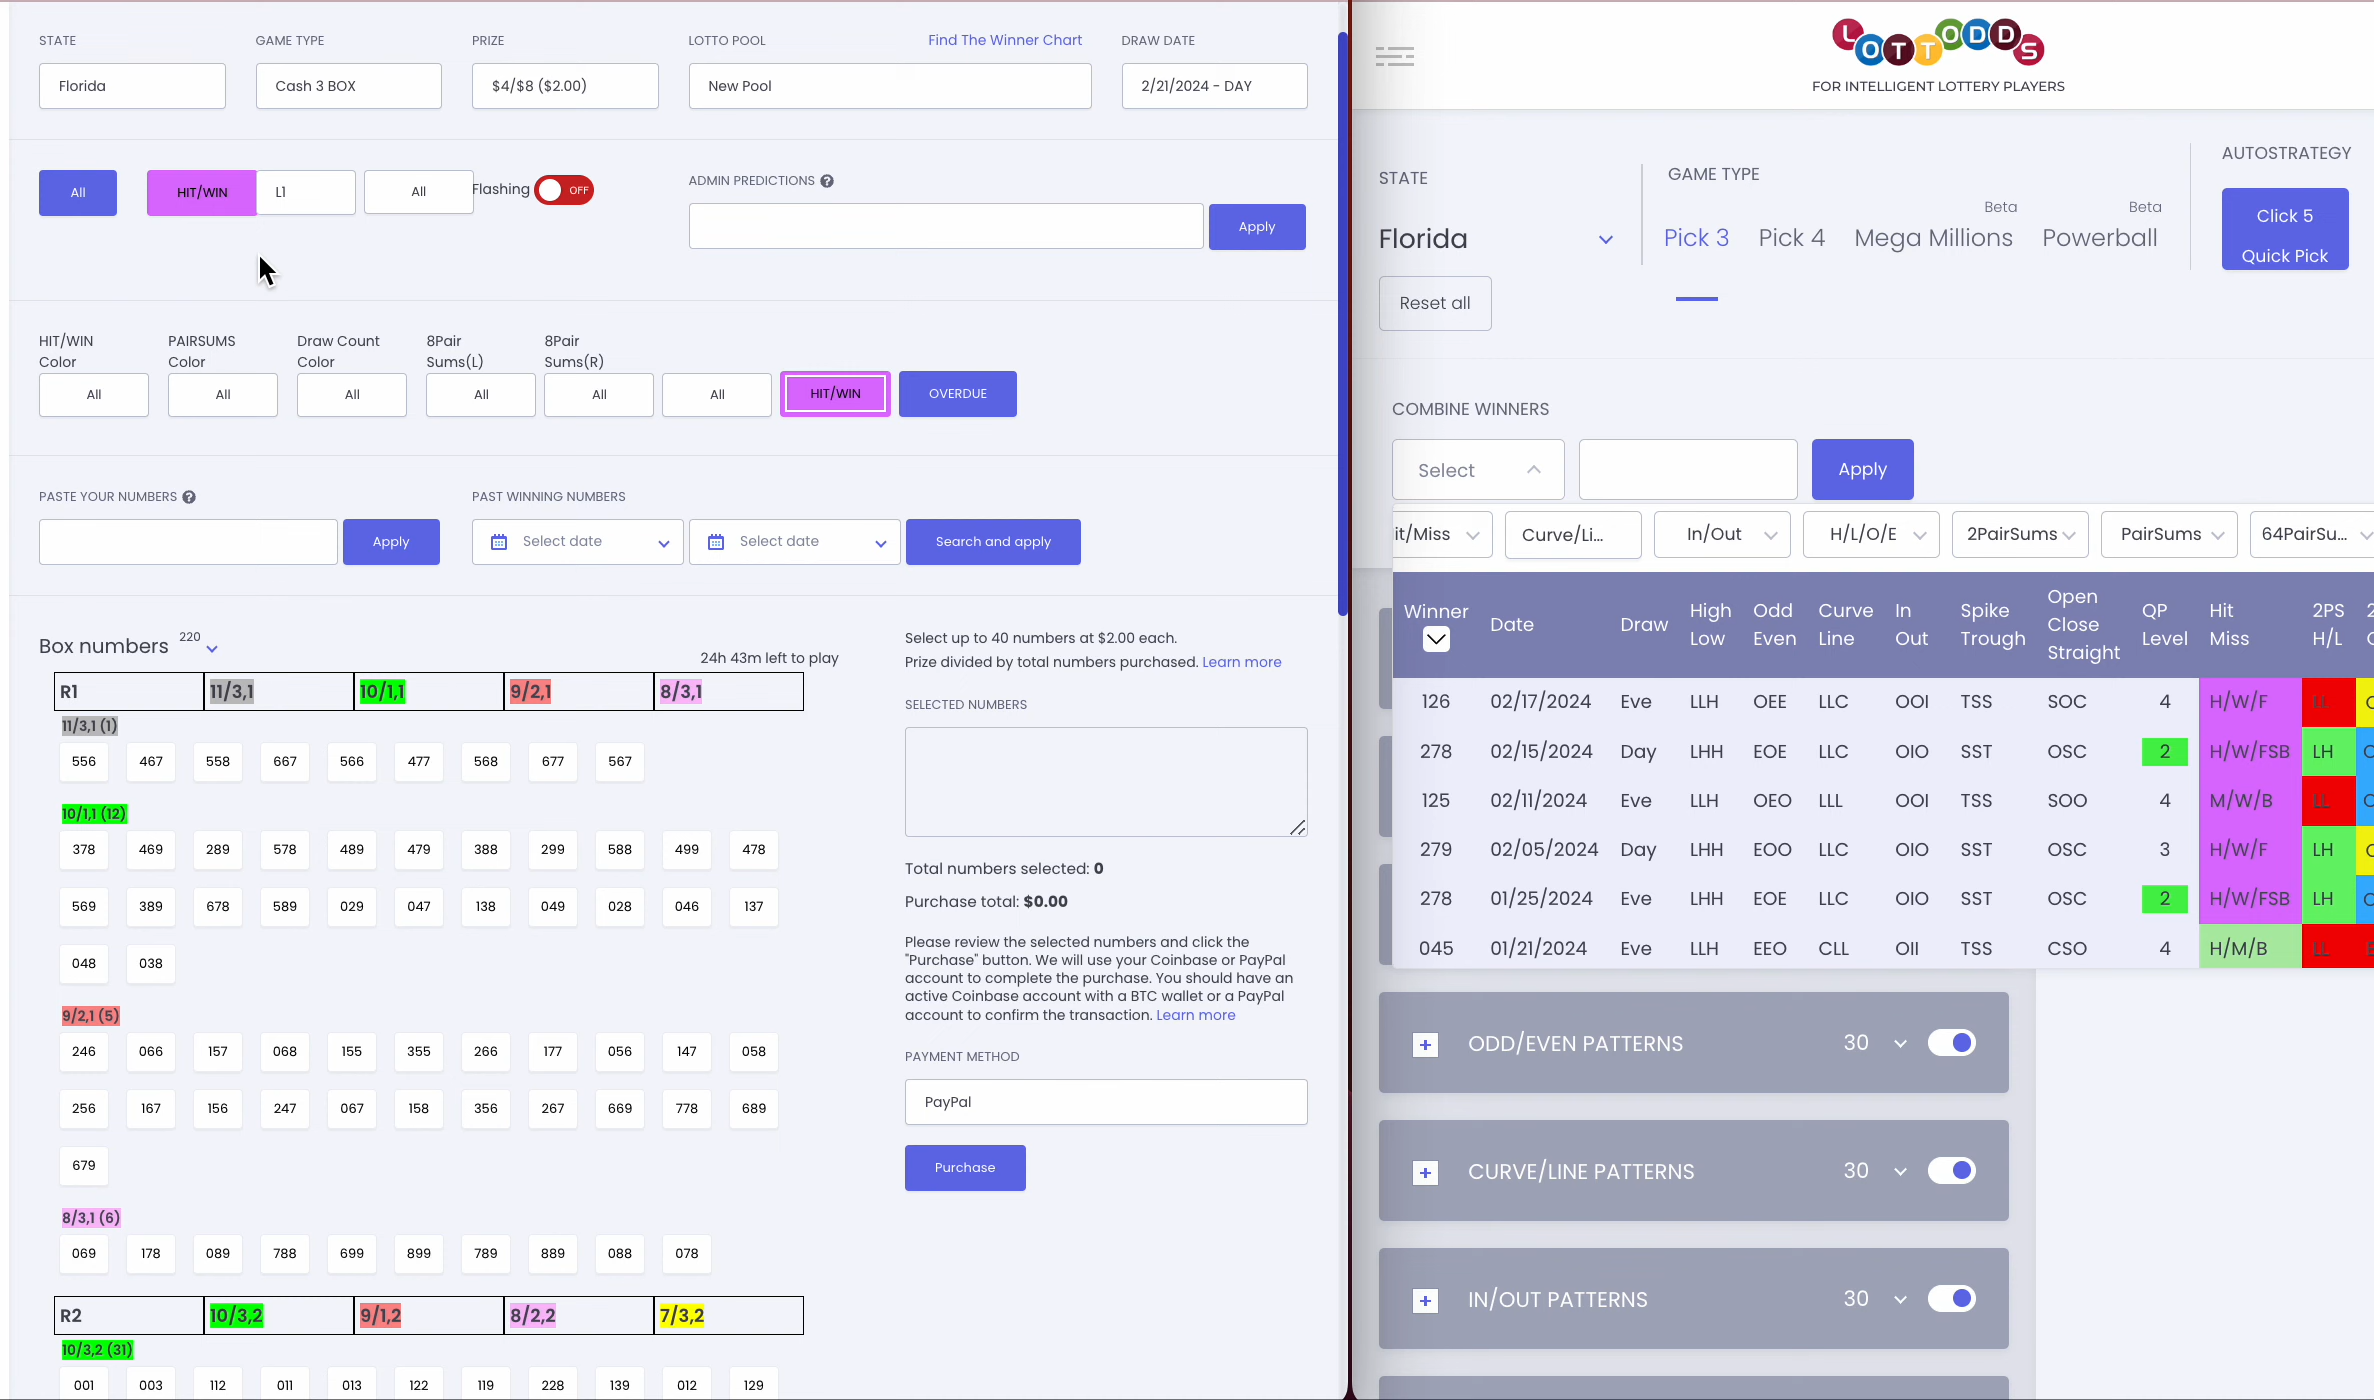 STATE
GAME TYPE
PRIZE
LOTTO POOL
Find The Winner Chart
DRAW DATE
Florida
Cash 3 BOX
$4/$8 ($2.00)
New Pool
2/21/2024 - DAY
All
HIT/WIN
L1
All
Flashing
OFF
ADMIN PREDICTIONS
Apply
HIT/WIN Color
PAIRSUMS Color
Draw Count Color
8Pair Sums(L)
8Pair Sums(R)
All
All
All
All
All
All
HIT/WIN
OVERDUE
PASTE YOUR NUMBERS
PAST WINNING NUMBERS
Apply
Select date
Select date
Search and apply
Box numbers 220
24h 43m left to play
R1 11/3,1 10/1,1 9/2,1 8/3,1
11/3,1 (1)
556 467 558 667 566 477 568 677 567
10/1,1 (12)
378 469 289 578 489 479 388 299 588 499 478
569 389 678 589 029 047 138 049 028 046 137
048 038
9/2,1 (5)
246 066 157 068 155 355 266 177 056 147 058
256 167 156 247 067 158 356 267 669 778 689
679
8/3,1 (6)
069 178 089 788 699 899 789 889 088 078
R2 10/3,2 9/1,2 8/2,2 7/3,2
10/3,2 (31)
001 003 112 011 013 122 119 228 139 012 129
Select up to 40 numbers at $2.00 each.
Prize divided by total numbers purchased. Learn more
SELECTED NUMBERS
Total numbers selected: 0
Purchase total: $0.00
Please review the selected numbers and click the
"Purchase" button. We will use your Coinbase or PayPal
account to complete the purchase. You should have an
active Coinbase account with a BTC wallet or a PayPal
account to confirm the transaction. Learn more
PAYMENT METHOD
PayPal
Purchase
LOTTODDS
FOR INTELLIGENT LOTTERY PLAYERS
STATE
GAME TYPE
AUTOSTRATEGY
Florida
Pick 3
Pick 4
Beta
Mega Millions
Beta
Powerball
Click 5
Quick Pick
Reset all
COMBINE WINNERS
Select
Apply
it/Miss
Curve/Li...
In/Out
H/L/O/E
2PairSums
PairSums
64PairSu...
Winner Date Draw High Low Odd Even Curve Line In Out Spike Trough Open Close Straight QP Level Hit Miss 2PS H/L
126 02/17/2024 Eve LLH OEE LLC OOI TSS SOC 4 H/W/F LL
278 02/15/2024 Day LHH EOE LLC OIO SST OSC 2 H/W/FSB LH
125 02/11/2024 Eve LLH OEO LLL OOI TSS SOO 4 M/W/B LL
279 02/05/2024 Day LHH EOO LLC OIO SST OSC 3 H/W/F LH
278 01/25/2024 Eve LHH EOE LLC OIO SST OSC 2 H/W/FSB LH
045 01/21/2024 Eve LLH EEO CLL OII TSS CSO 4 H/M/B LL
+ ODD/EVEN PATTERNS 30
+ CURVE/LINE PATTERNS 30
+ IN/OUT PATTERNS 30